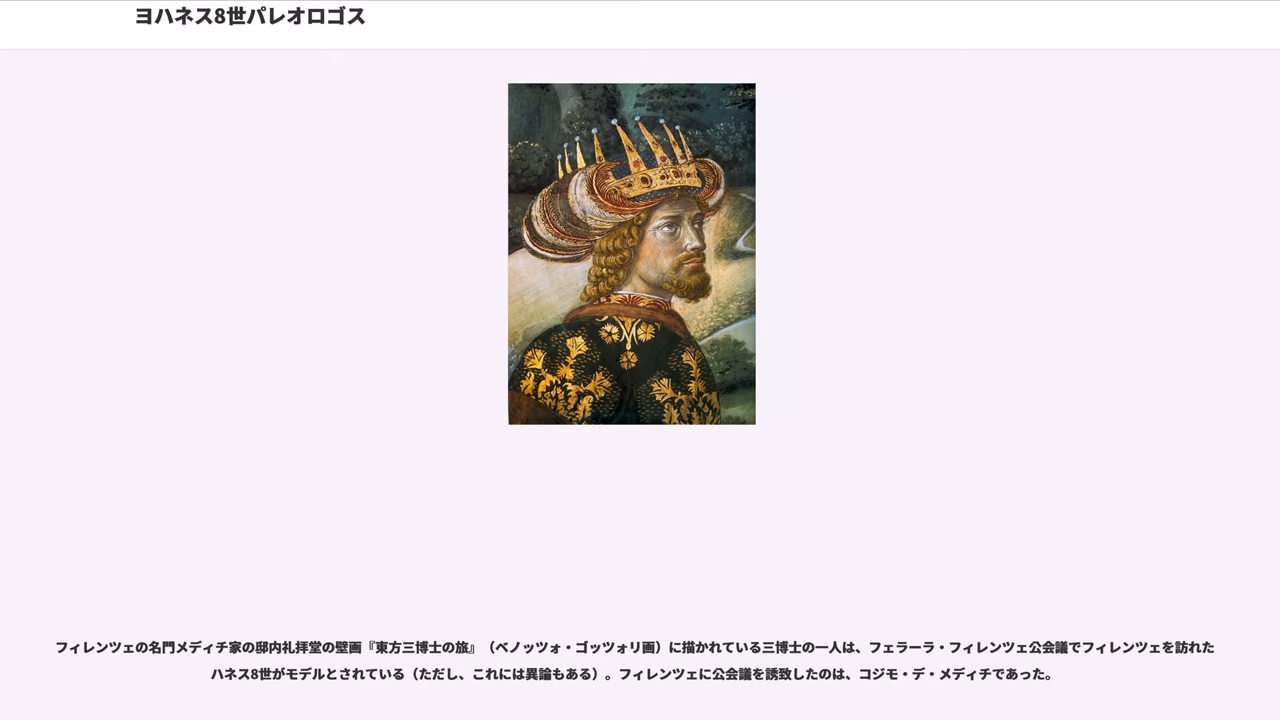 ヨハネス8世パレオロゴス
フィレンツェの名門メディチ家の邸内礼拝堂の壁画『東方三博士の旅』（ベノッツォ・ゴッツォリ画）に描かれている三博士の一人は、フェラーラ・フィレンツェ公会議でフィレンツェを訪れた
ハネス8世がモデルとされている（ただし、これには異論もある）。フィレンツェに公会議を誘致したのは、コジモ・デ・メディチであった。